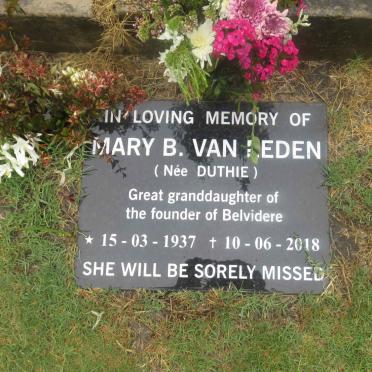 IN LOVING MEMORY OF
MARY B. VAN EEDEN
( Née DUTHIE )
Great granddaughter of
the founder of Belvidere
★ 15 - 03 - 1937 † 10 - 06 - 2018
SHE WILL BE SORELY MISSED